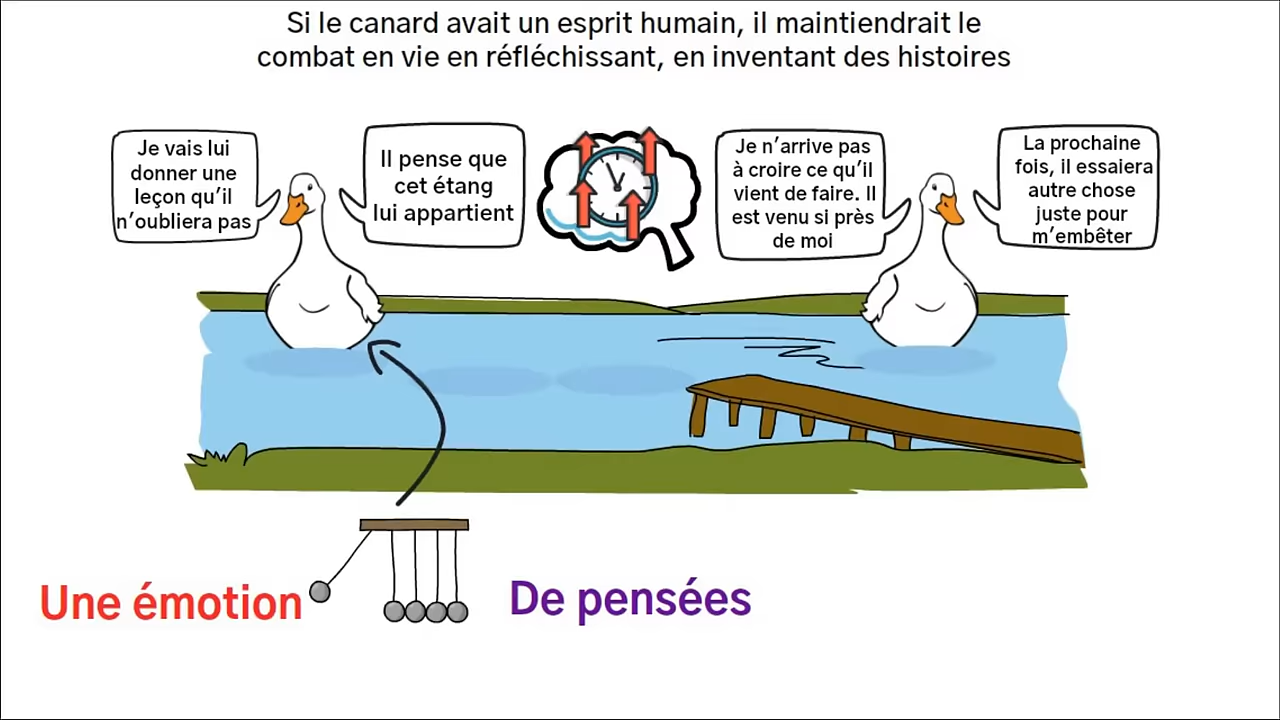 Si le canard avait un esprit humain, il maintiendrait le
combat en vie en réfléchissant, en inventant des histoires
Je vais lui
donner une
leçon qu'il
n'oubliera pas
Il pense que
cet étang
lui appartient
Je n'arrive pas
à croire ce qu'il
vient de faire. Il
est venu si près
de moi
La prochaine
fois, il essaiera
autre chose
juste pour
m'embêter
Une émotion
De pensées